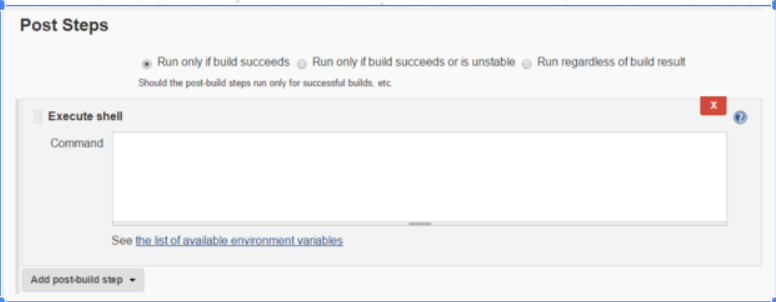 Post Steps
Run only if build succeeds Run only if build succeeds or is unstable Run regardless of build result
Should the post-build steps run only for successful builds, etc.
X
Execute shell
?
Command
See the list of available environment variables
Add post-build step